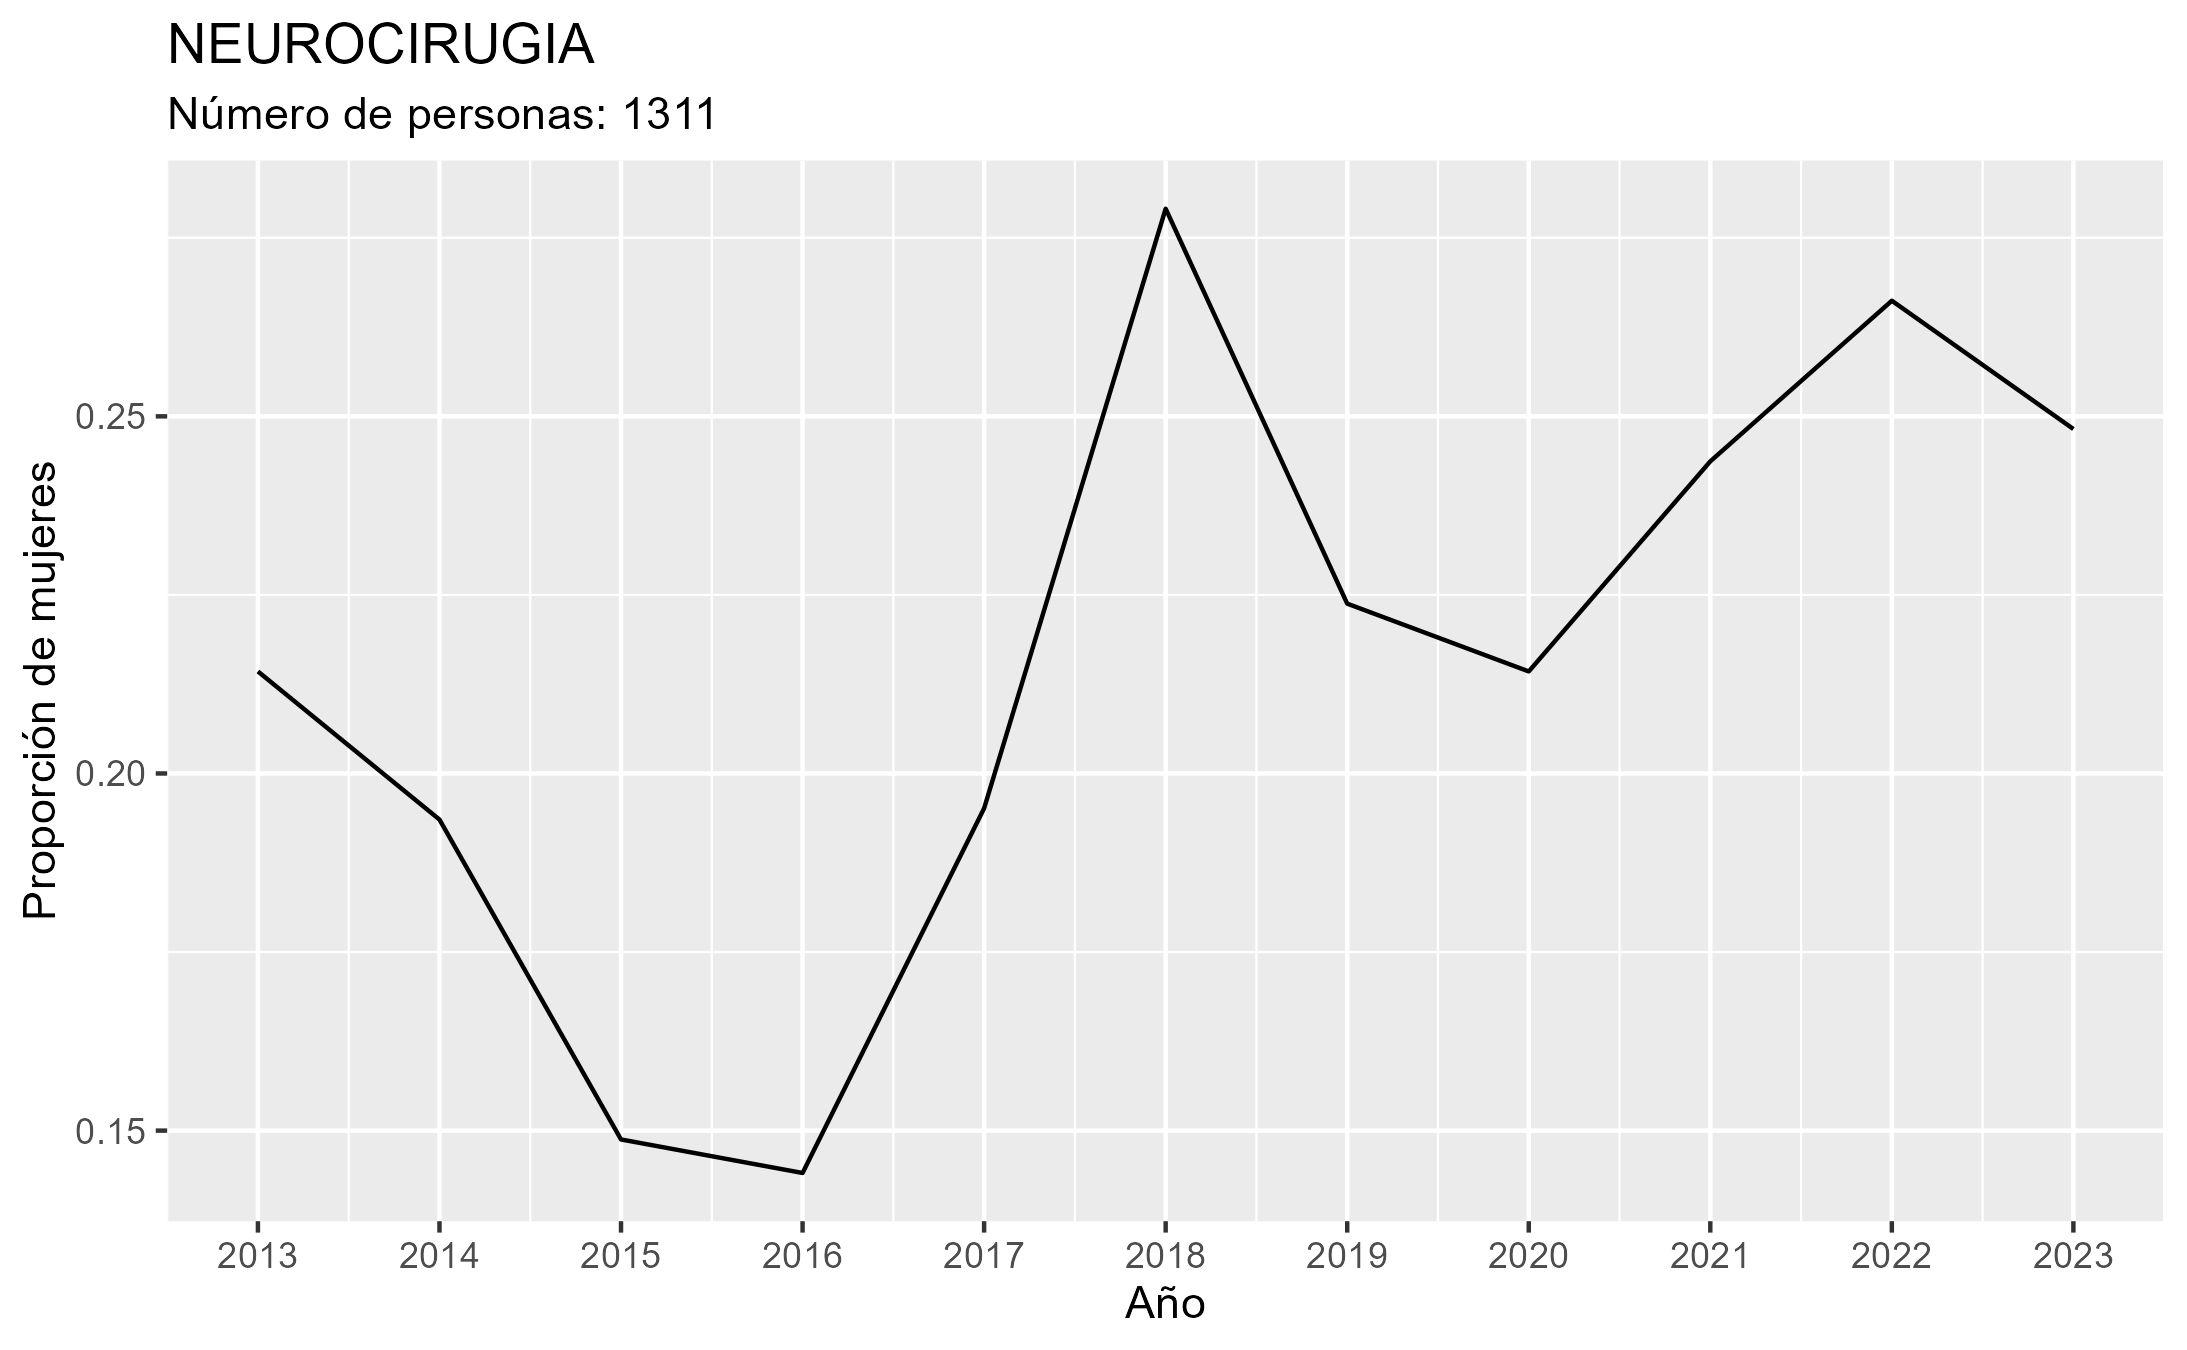 NEUROCIRUGIA
Número de personas: 1311
Proporción de mujeres
0.25
0.20
0.15
2013 2014 2015 2016 2017 2018 2019 2020 2021 2022 2023
Año